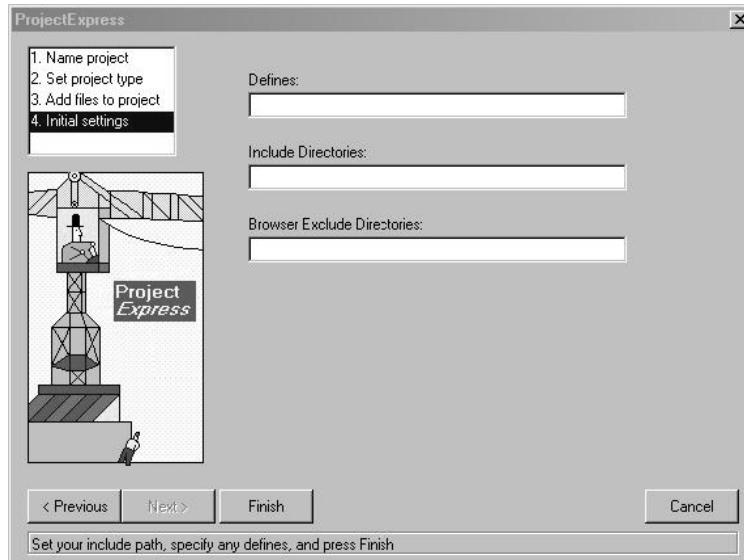 ProjectExpress
1. Name project
2. Set project type
3. Add files to project
4. Initial settings
Defines:
Include Directories:
Browser Exclude Directories:
Project
Express
< Previous
Next >
Finish
Cancel
Set your include path, specify any defines, and press Finish